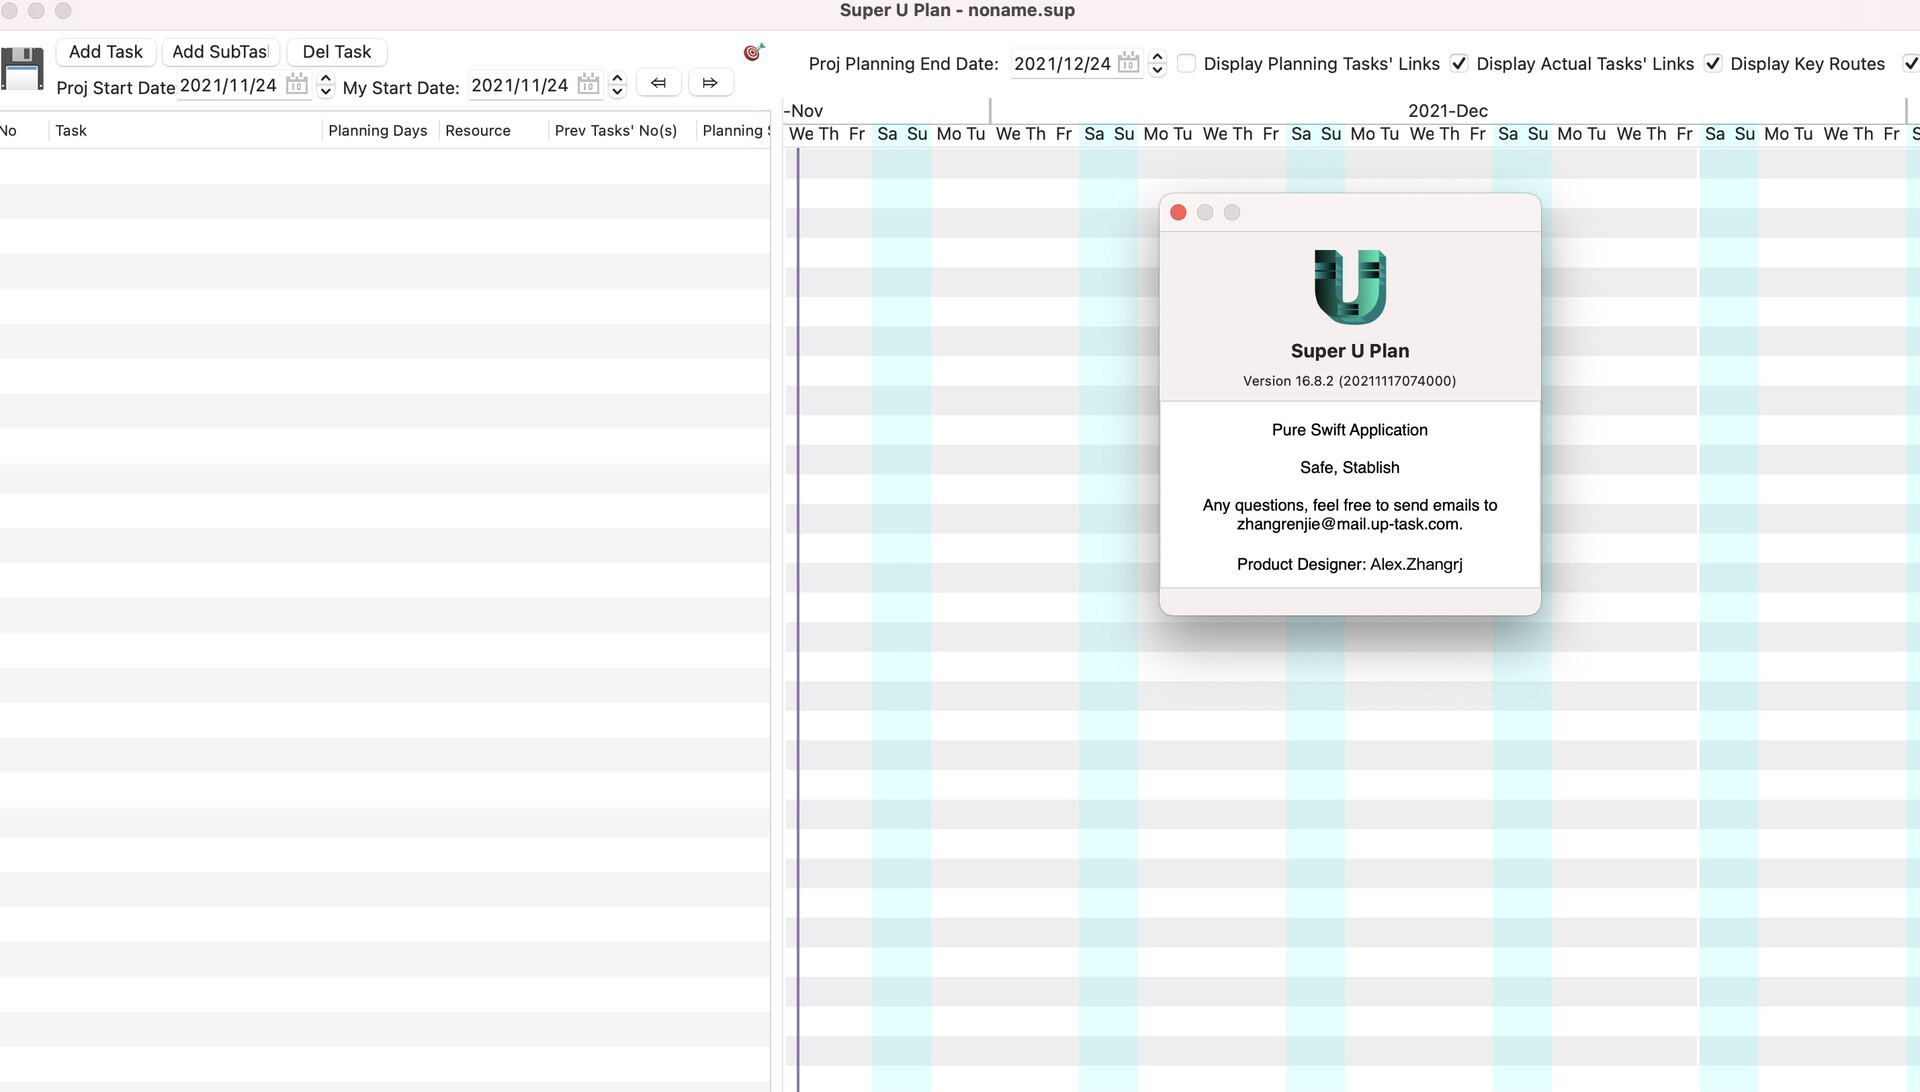 Super U Plan - noname.sup
Add Task Add SubTas Del Task
Proj Start Date 2021/11/24 My Start Date: 2021/11/24
Proj Planning End Date: 2021/12/24 Display Planning Tasks' Links Display Actual Tasks' Links Display Key Routes
No Task Planning Days Resource Prev Tasks' No(s) Planning S
-Nov 2021-Dec
We Th Fr Sa Su Mo Tu We Th Fr Sa Su Mo Tu We Th Fr Sa Su Mo Tu We Th Fr Sa Su Mo Tu We Th Fr Sa Su Mo Tu We Th Fr S
U
Super U Plan
Version 16.8.2 (20211117074000)
Pure Swift Application
Safe, Stablish
Any questions, feel free to send emails to
zhangrenjie@mail.up-task.com.
Product Designer: Alex.Zhangrj